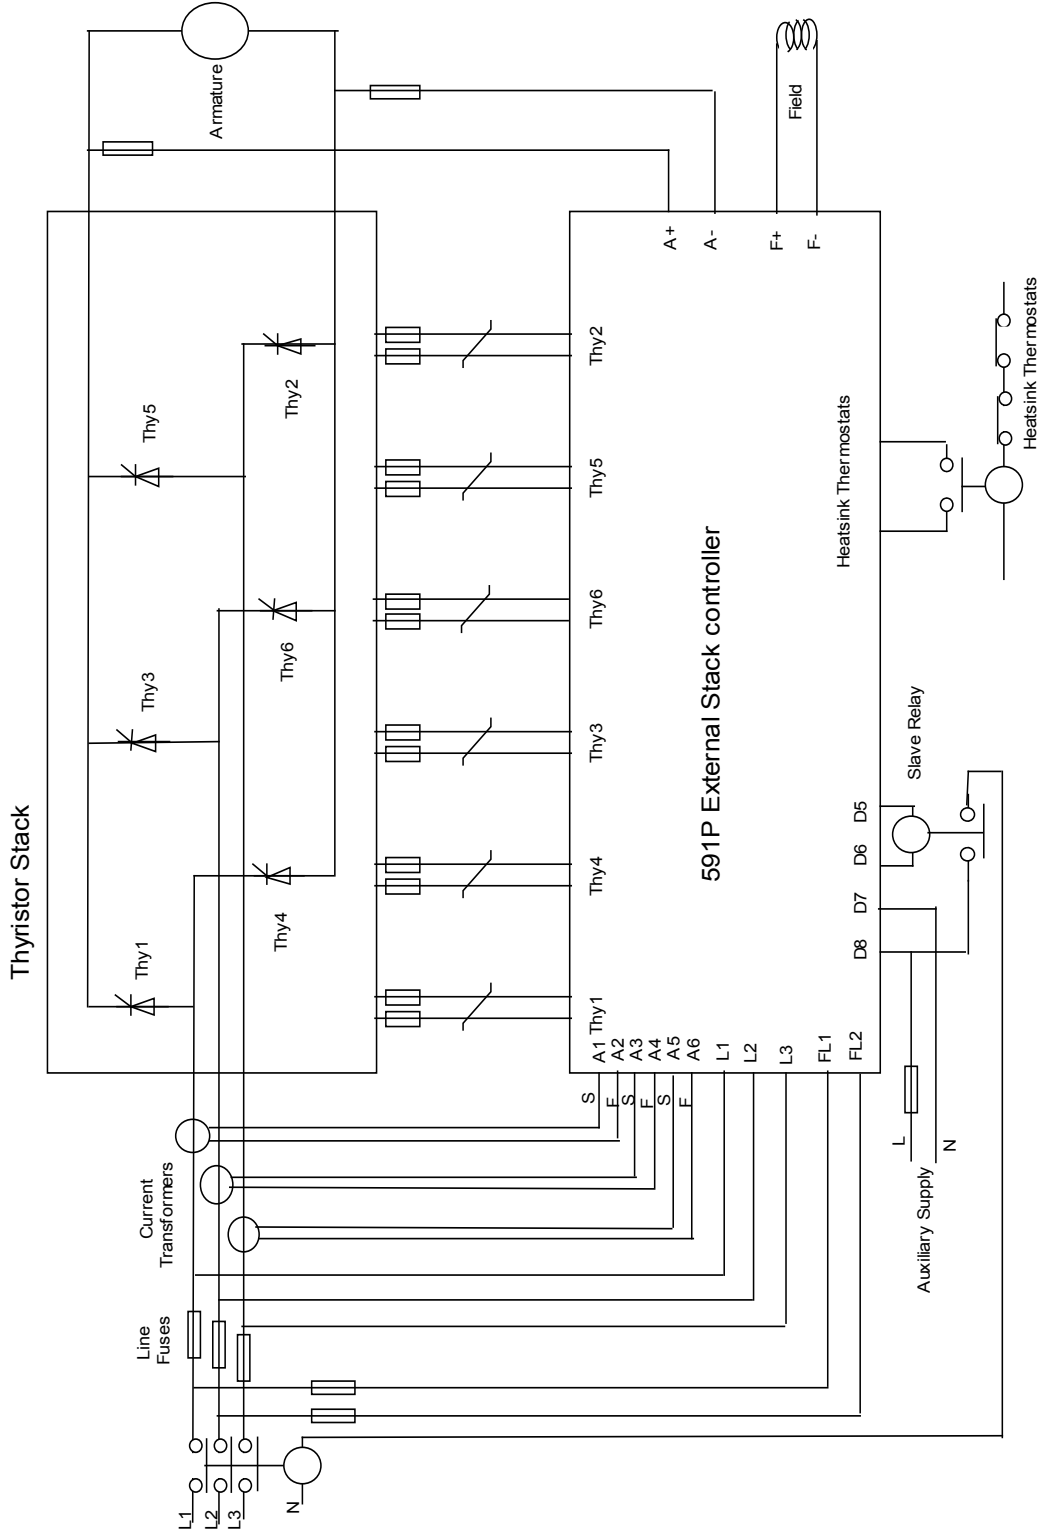 Thyristor Stack
Armature
Thy1
Thy3
Thy5
Thy4
Thy6
Thy2
Current
Transformers
Line
Fuses
L1
L2
L3
N
Thy1
Thy4
Thy3
Thy6
Thy5
Thy2
A+
A-
F+
F-
Field
S
F
S
F
S
F
A1
A2
A3
A4
A5
A6
L1
L2
L3
FL1
FL2
591P External Stack controller
Heatsink Thermostats
D8
D7
D6
D5
Slave Relay
L
N
Auxiliary Supply
Heatsink Thermostats